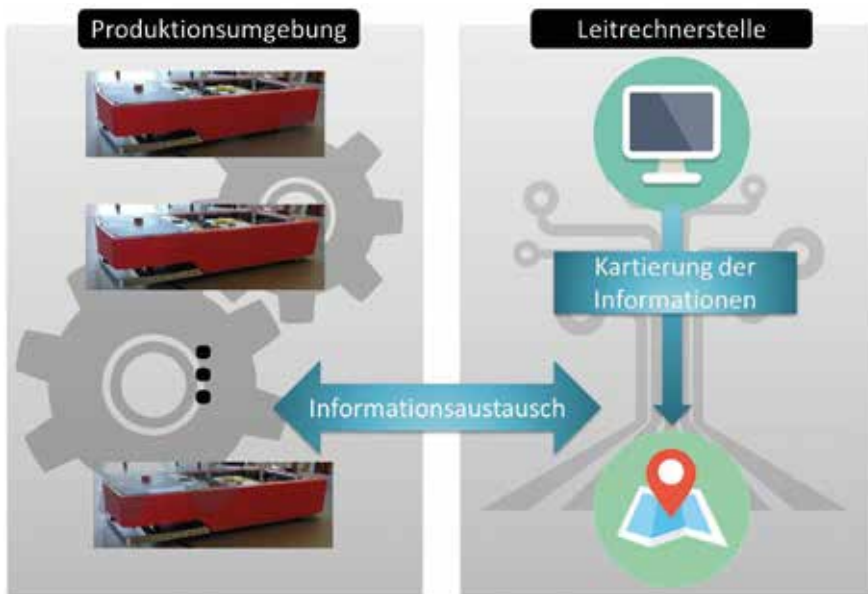 Produktionsumgebung
Leitrechnerstelle
Kartierung der
Informationen
Informationsaustausch